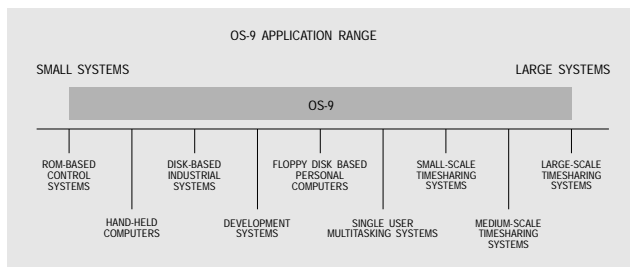 OS-9 APPLICATION RANGE
SMALL SYSTEMS
LARGE SYSTEMS
OS-9
ROM-BASED
CONTROL
SYSTEMS
HAND-HELD
COMPUTERS
DISK-BASED
INDUSTRIAL
SYSTEMS
DEVELOPMENT
SYSTEMS
FLOPPY DISK BASED
PERSONAL
COMPUTERS
SINGLE USER
MULTITASKING SYSTEMS
SMALL-SCALE
TIMESHARING
SYSTEMS
MEDIUM-SCALE
TIMESHARING
SYSTEMS
LARGE-SCALE
TIMESHARING
SYSTEMS